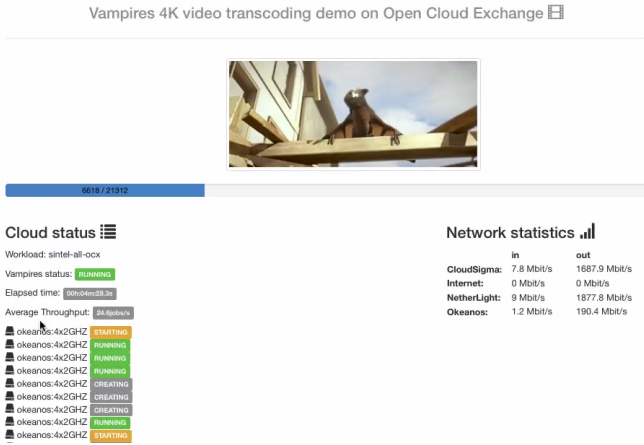 Vampires 4K video transcoding demo on Open Cloud Exchange
6618 / 21312
Cloud status
Workload: sintel-all-ocx
Vampires status: RUNNING
Elapsed time: 00h:04m:29.3s
Average Throughput: 24.6jobs/s
okeanos:4x2GHZ STARTING
okeanos:4x2GHZ RUNNING
okeanos:4x2GHZ RUNNING
okeanos:4x2GHZ RUNNING
okeanos:4x2GHZ CREATING
okeanos:4x2GHZ CREATING
okeanos:4x2GHZ CREATING
okeanos:4x2GHZ RUNNING
okeanos:4x2GHZ STARTING
Network statistics
in out
CloudSigma: 7.8 Mbit/s 1687.9 Mbit/s
Internet: 0 Mbit/s 0 Mbit/s
NetherLight: 9 Mbit/s 1877.8 Mbit/s
Okeanos: 1.2 Mbit/s 190.4 Mbit/s